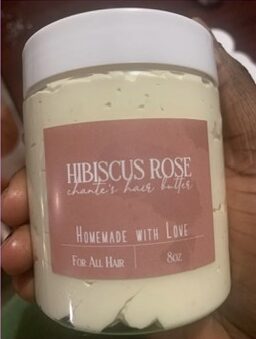 HIBISCUS ROSE
chante's hair butter
HOMEMADE WITH LOVE
FOR ALL HAIR
8OZ